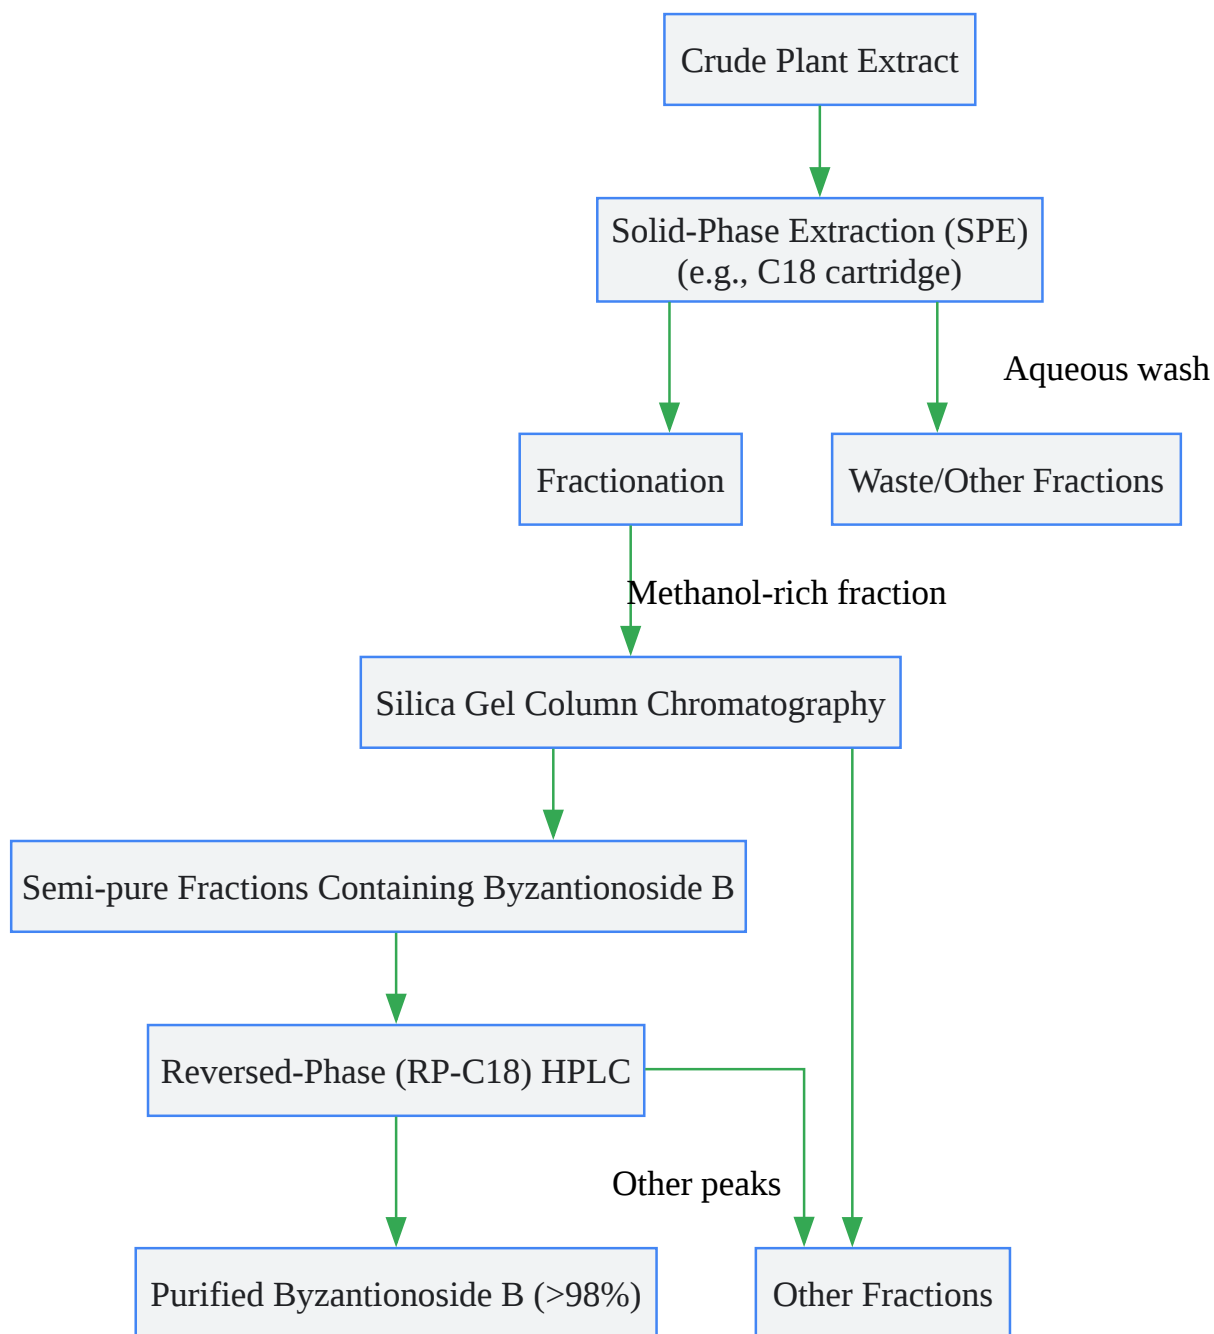 Crude Plant Extract
Solid-Phase Extraction (SPE)
(e.g., C18 cartridge)
Aqueous wash
Fractionation
Waste/Other Fractions
Methanol-rich fraction
Silica Gel Column Chromatography
Semi-pure Fractions Containing Byzantionoside B
Reversed-Phase (RP-C18) HPLC
Other peaks
Purified Byzantionoside B (>98%)
Other Fractions